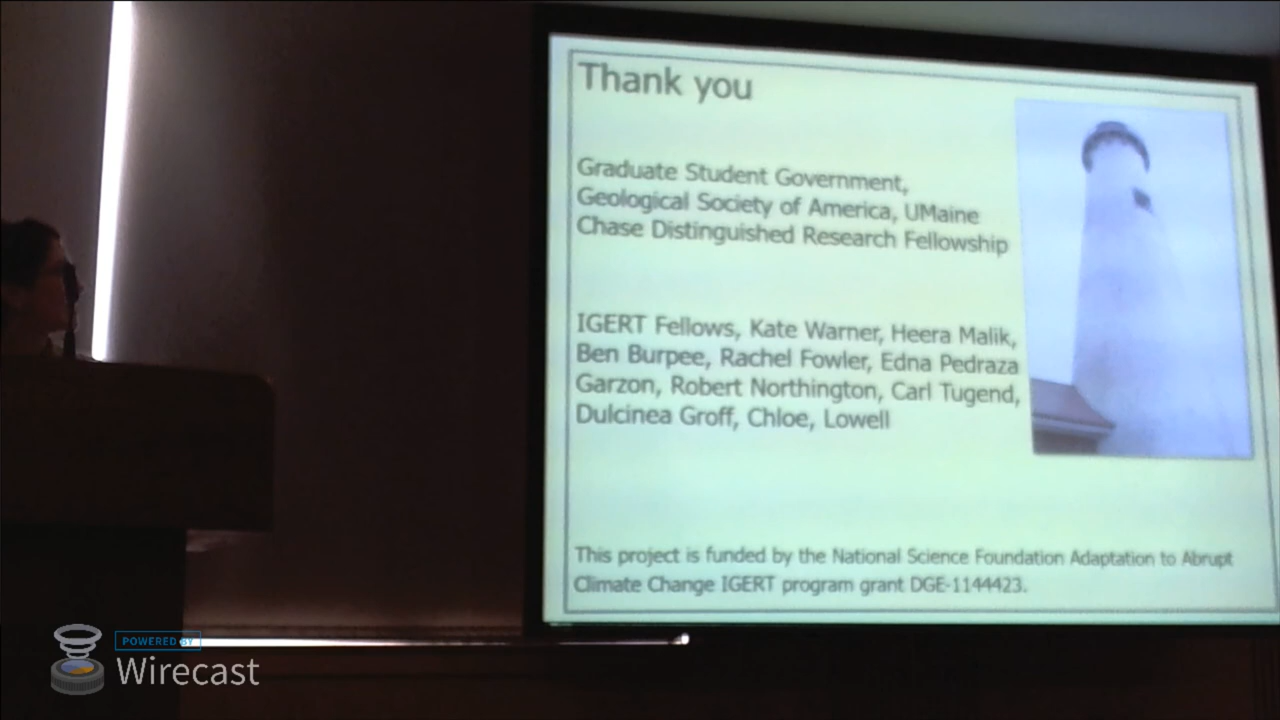 Thank you
Graduate Student Government,
Geological Society of America, UMaine
Chase Distinguished Research Fellowship
IGERT Fellows, Kate Warner, Heera Malik,
Ben Burpee, Rachel Fowler, Edna Pedraza
Garzon, Robert Northington, Carl Tugend,
Dulcinea Groff, Chloe, Lowell
This project is funded by the National Science Foundation Adaptation to Abrupt
Climate Change IGERT program grant DGE-1144423.
POWERED BY
Wirecast